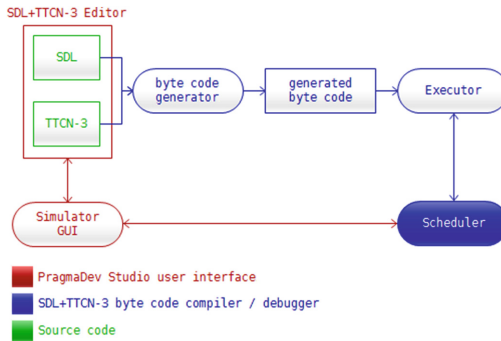 SDL+TTCN-3 Editor
SDL
TTCN-3
byte code
generator
generated
byte code
Executor
Simulator
GUI
Scheduler
PragmaDev Studio user interface
SDL+TTCN-3 byte code compiler / debugger
Source code